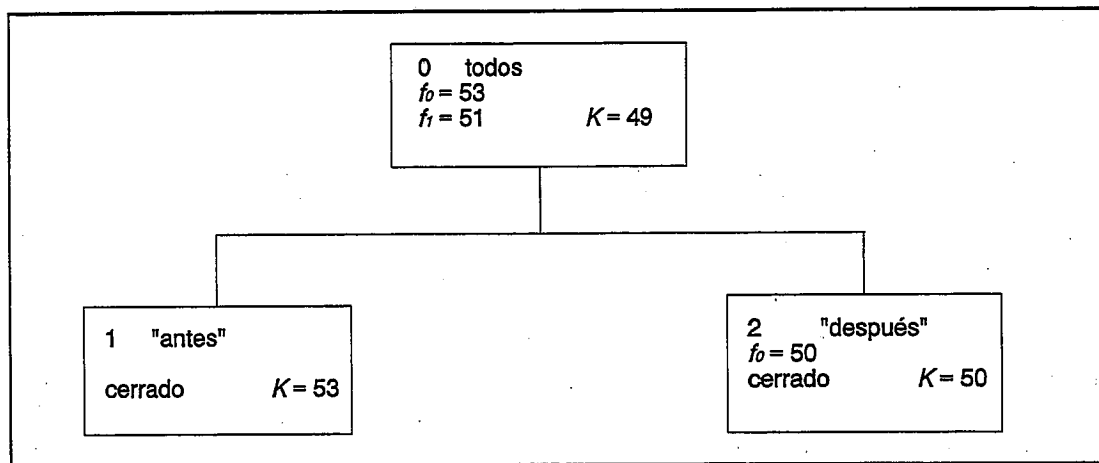 0 todos
f0 = 53
f1 = 51 K = 49
1 "antes"
cerrado K = 53
2 "después"
f0 = 50
cerrado K = 50